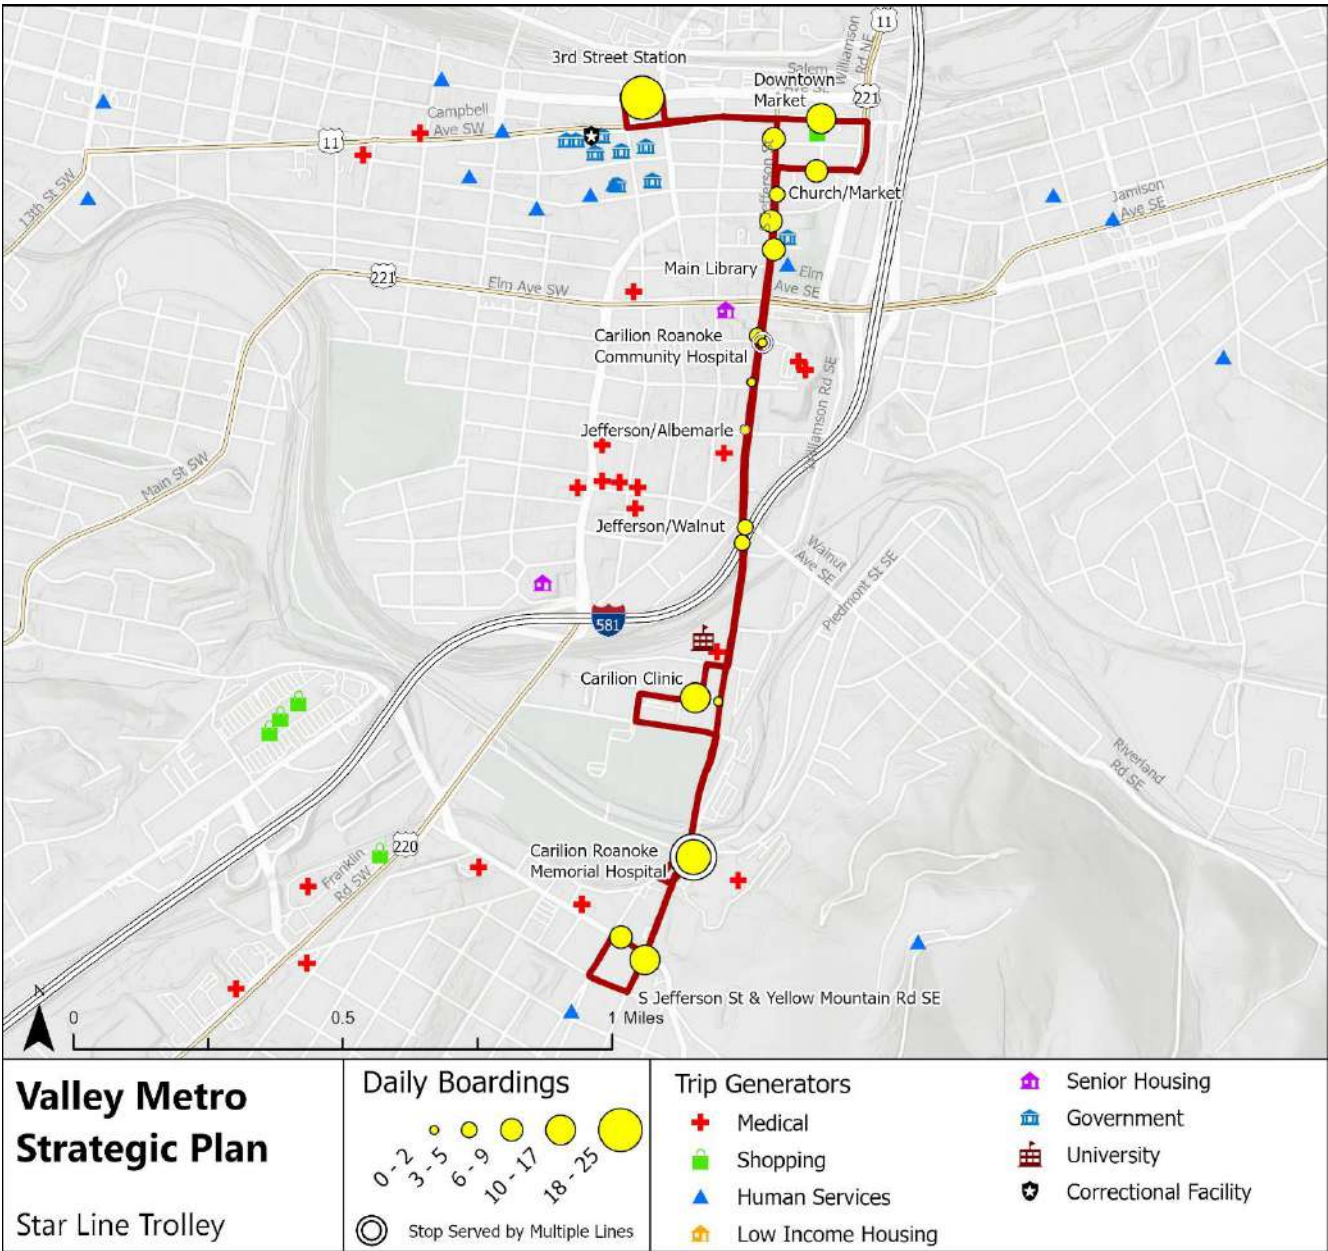 11
3rd Street Station
Salem
Ave SE
Williamson
Rd NE
Downtown
Market
221
Campbell
Ave SW
11
S Jefferson St
Church/Market
13th St SW
Jamison
Ave SE
Main Library
Elm
Ave SE
221
Elm Ave SW
Carilion Roanoke
Community Hospital
Williamson Rd SE
Jefferson/Albemarle
Main St SW
Jefferson/Walnut
Walnut
Ave SE
Piedmont St SE
581
Carilion Clinic
Riverland
Rd SE
220
Franklin
Rd SW
Carilion Roanoke
Memorial Hospital
S Jefferson St & Yellow Mountain Rd SE
N
0 0.5 1 Miles
Valley Metro
Strategic Plan
Star Line Trolley
Daily Boardings
0 - 2
3 - 5
6 - 9
10 - 17
18 - 25
Stop Served by Multiple Lines
Trip Generators
Medical
Shopping
Human Services
Low Income Housing
Senior Housing
Government
University
Correctional Facility